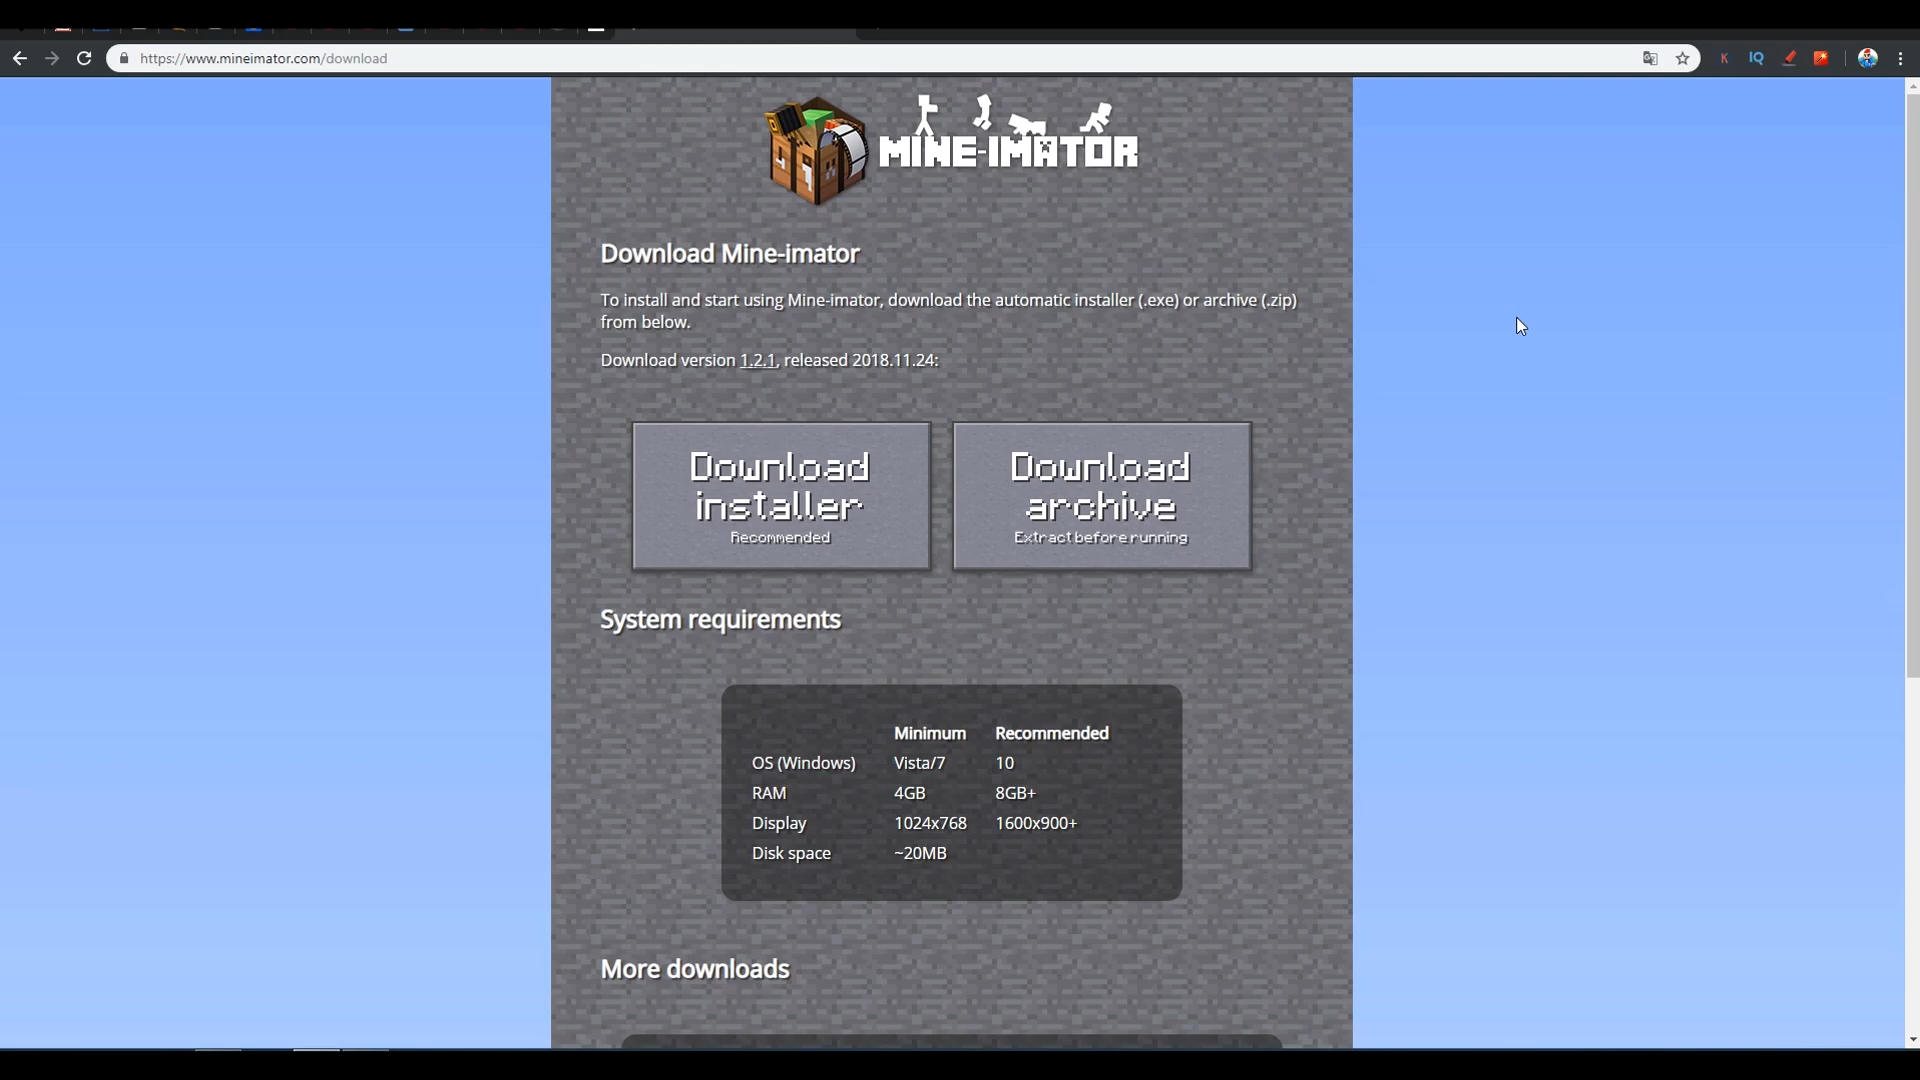 https://www.mineimator.com/download
K
IQ
MINE-IMATOR
Download Mine-imator
To install and start using Mine-imator, download the automatic installer (.exe) or archive (.zip)
from below.
Download version 1.2.1, released 2018.11.24:
Download
installer
Recommended
Download
archive
Extract before running
System requirements
Minimum Recommended
OS (Windows) Vista/7 10
RAM 4GB 8GB+
Display 1024x768 1600x900+
Disk space ~20MB
More downloads